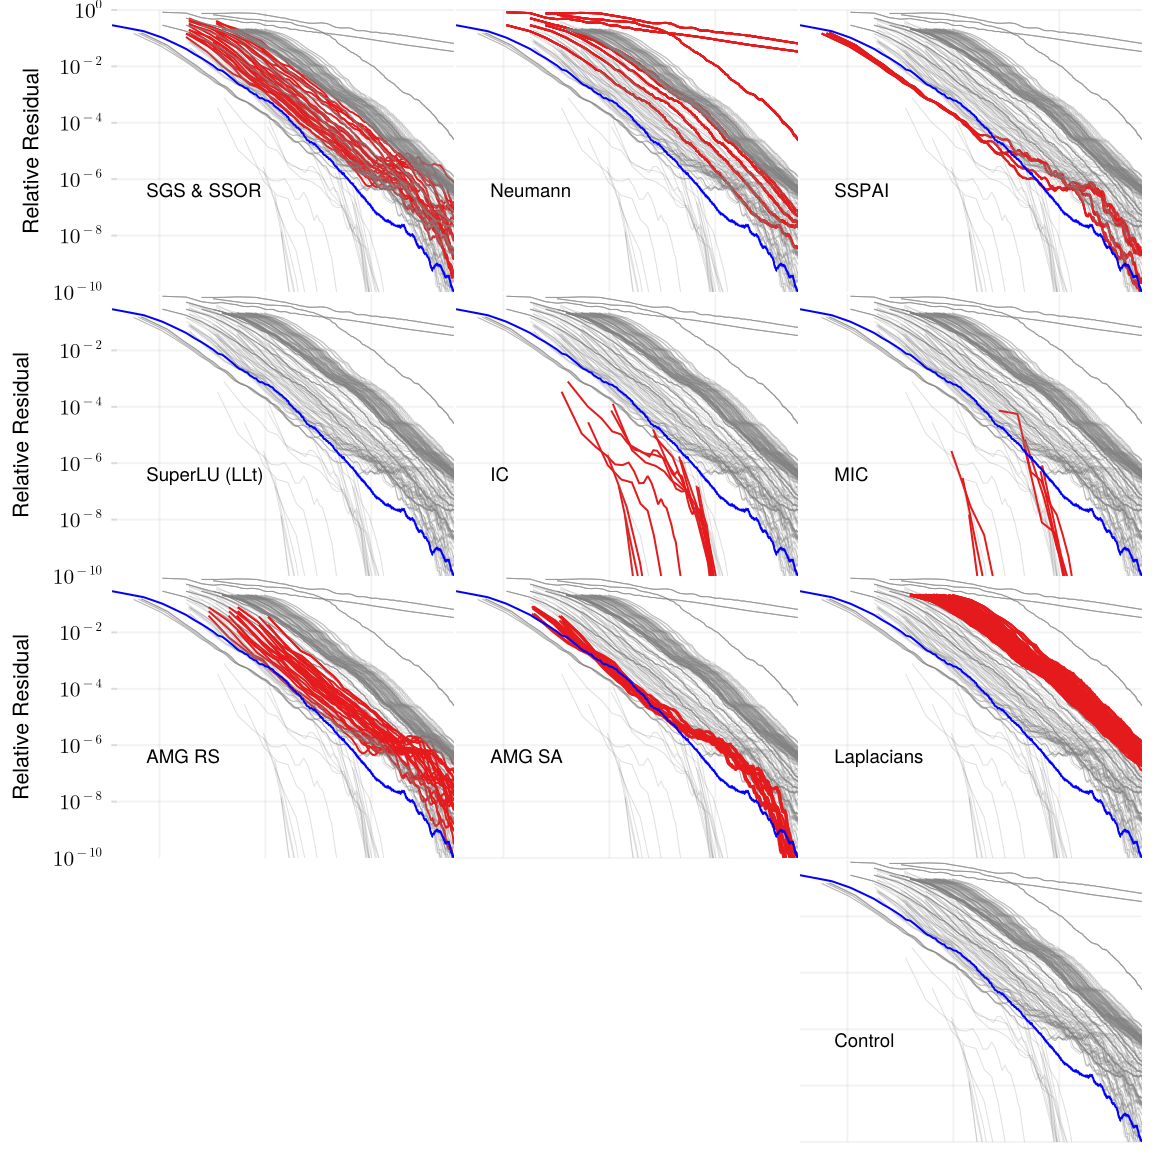 10^0
10^−2
10^−4
10^−6
10^−8
10^−10
Relative Residual
SGS & SSOR
Neumann
SSPAI
10^−2
10^−4
10^−6
10^−8
10^−10
Relative Residual
SuperLU (LLt)
IC
MIC
10^−2
10^−4
10^−6
10^−8
10^−10
Relative Residual
AMG RS
AMG SA
Laplacians
Control